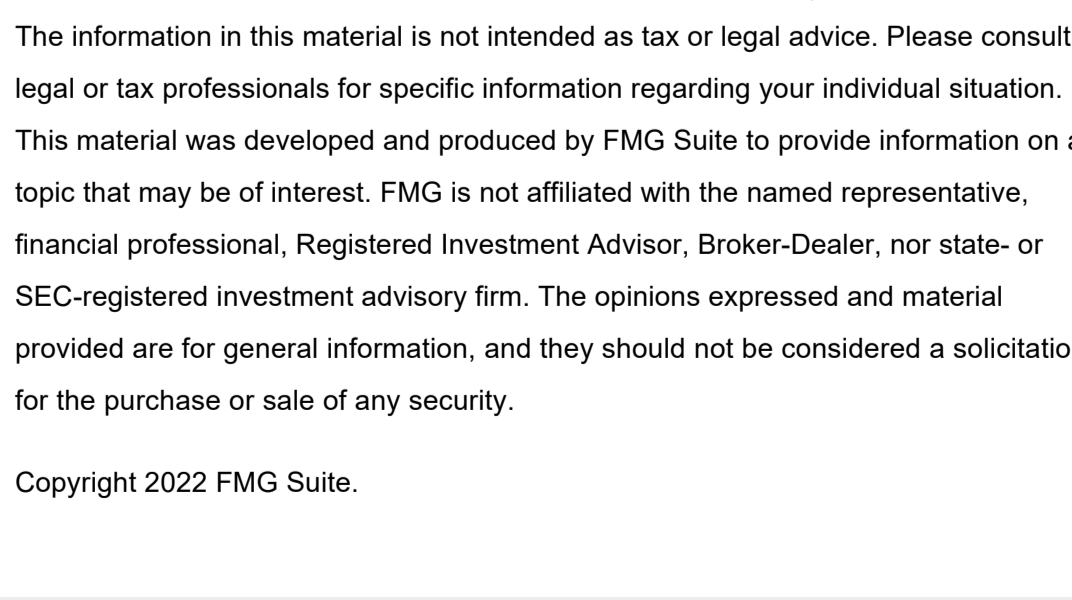 The information in this material is not intended as tax or legal advice. Please consult
legal or tax professionals for specific information regarding your individual situation.
This material was developed and produced by FMG Suite to provide information on a
topic that may be of interest. FMG is not affiliated with the named representative,
financial professional, Registered Investment Advisor, Broker-Dealer, nor state- or
SEC-registered investment advisory firm. The opinions expressed and material
provided are for general information, and they should not be considered a solicitatio
for the purchase or sale of any security.
Copyright 2022 FMG Suite.